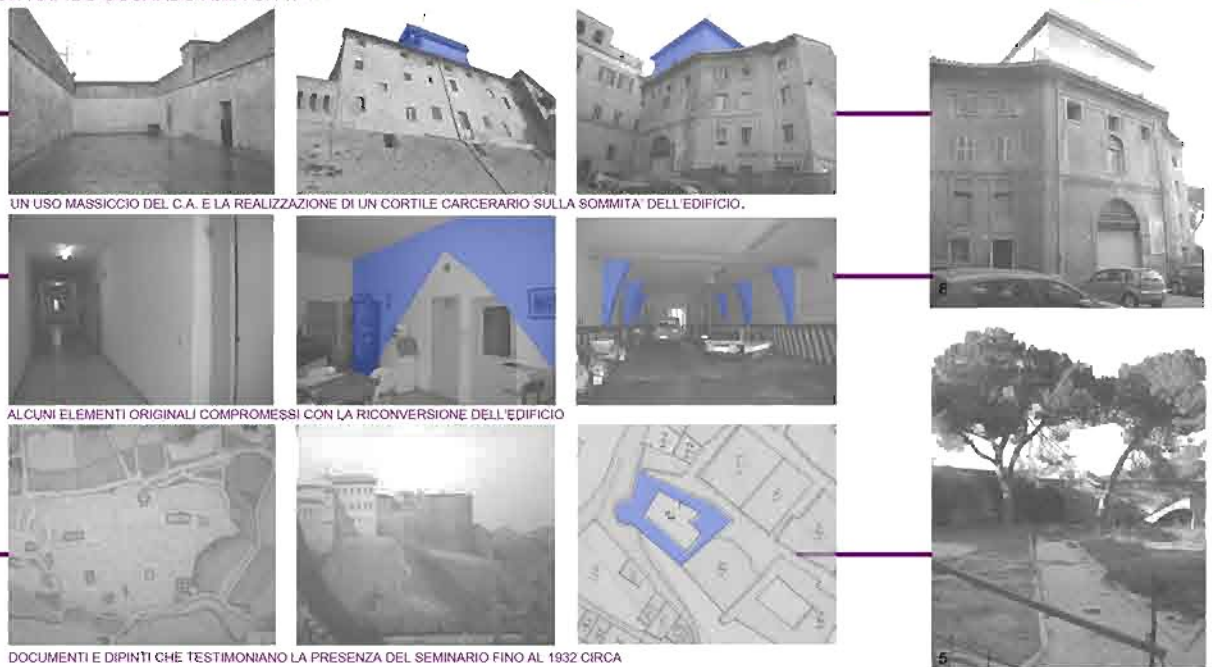 UN USO MASSICCIO DEL C.A. E LA REALIZZAZIONE DI UN CORTILE CARCERARIO SULLA SOMMITA' DELL'EDIFICIO.
8
ALCUNI ELEMENTI ORIGINALI COMPROMESSI CON LA RICONVERSIONE DELL'EDIFICIO
DOCUMENTI E DIPINTI CHE TESTIMONIANO LA PRESENZA DEL SEMINARIO FINO AL 1932 CIRCA
5